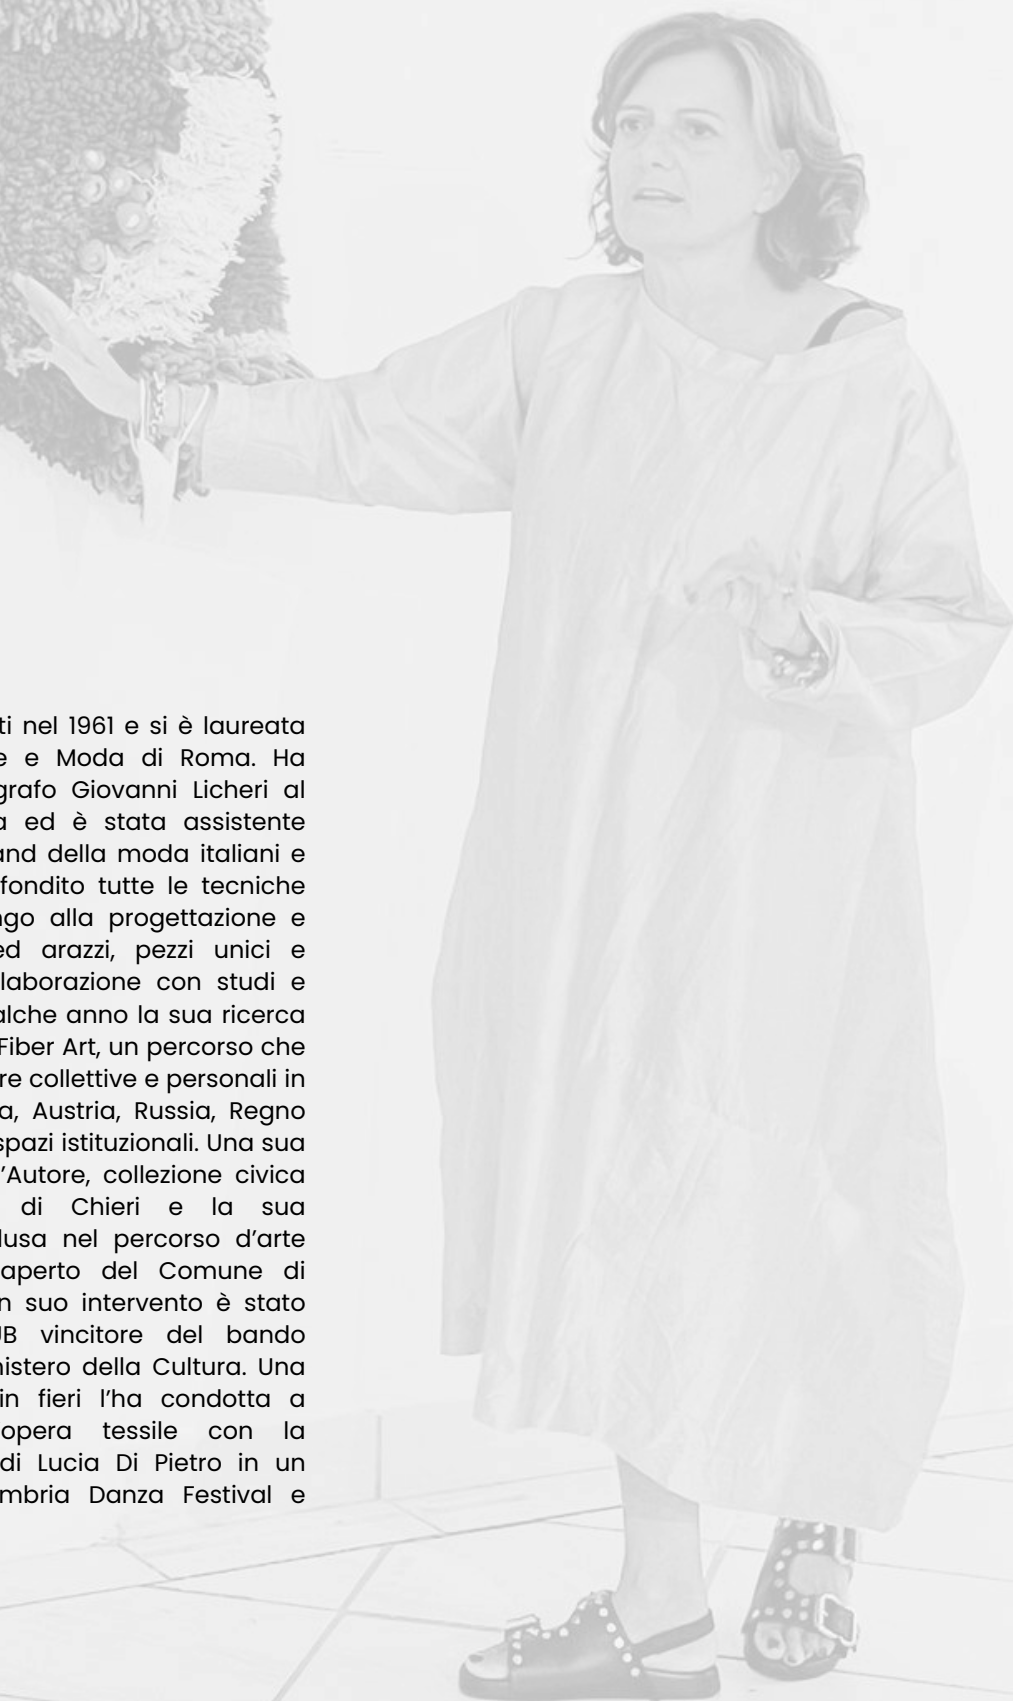 ti nel 1961 e si è laureata
e e Moda di Roma. Ha
grafo Giovanni Licheri al
a ed è stata assistente
and della moda italiani e
fondito tutte le tecniche
ngo alla progettazione e
ed arazzi, pezzi unici e
laborazione con studi e
alche anno la sua ricerca
Fiber Art, un percorso che
re collettive e personali in
a, Austria, Russia, Regno
spazi istituzionali. Una sua
'Autore, collezione civica
di Chieri e la sua
lusa nel percorso d'arte
aperto del Comune di
n suo intervento è stato
UB vincitore del bando
nistero della Cultura. Una
in fieri l'ha condotta a
opera tessile con la
di Lucia Di Pietro in un
mbria Danza Festival e